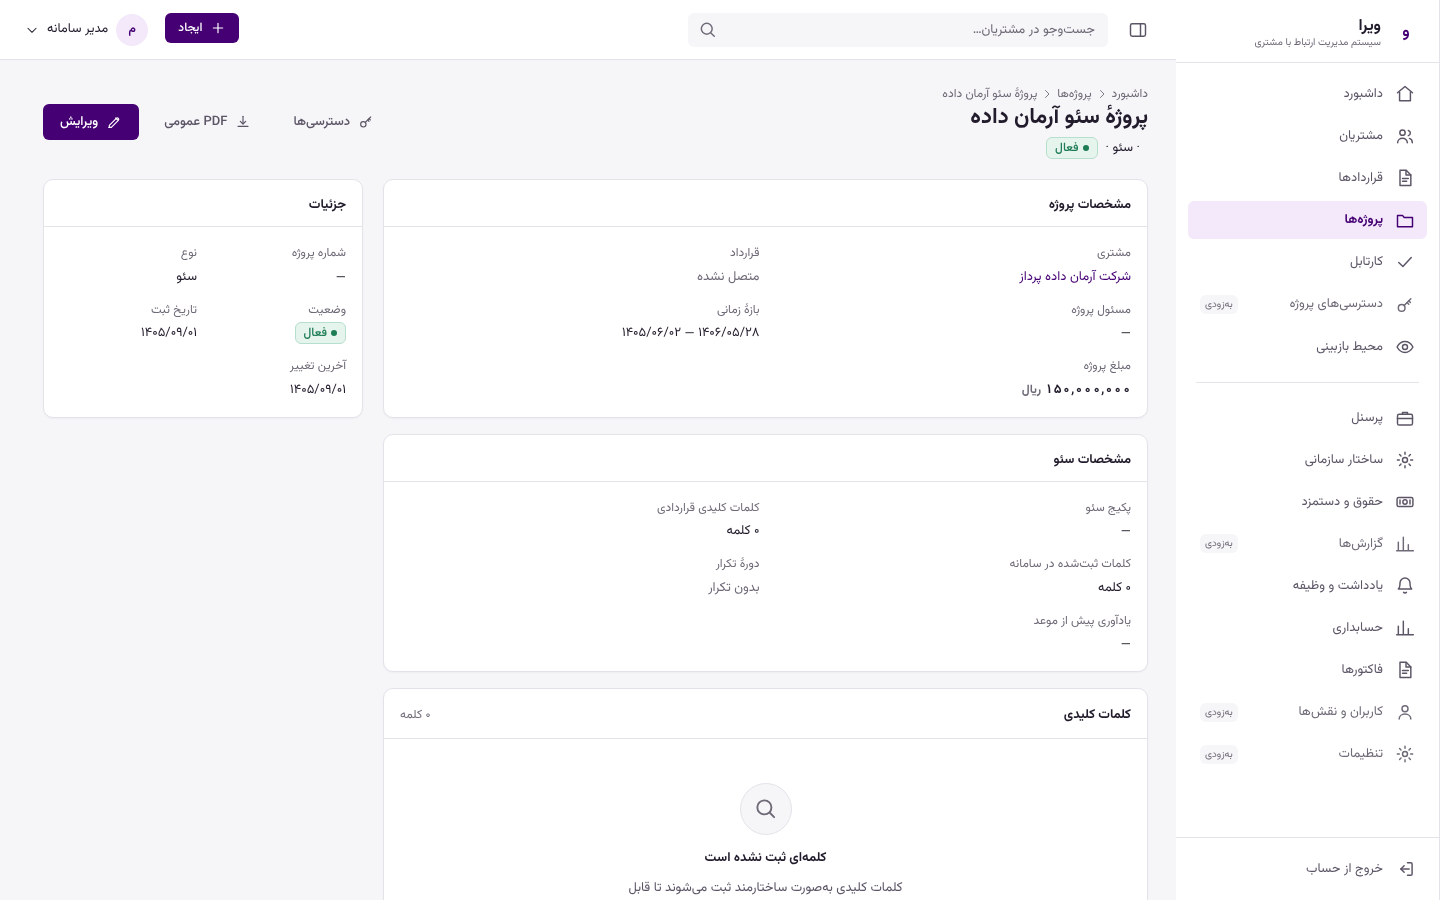 و
ویرا
سیستم مدیریت ارتباط با مشتری
جست‌وجو در مشتریان...
ایجاد
م
مدیر سامانه
داشبورد
مشتریان
قراردادها
پروژه‌ها
کارتابل
دسترسی‌های پروژه
به‌زودی
محیط بازبینی
پرسنل
ساختار سازمانی
حقوق و دستمزد
گزارش‌ها
به‌زودی
یادداشت و وظیفه
حسابداری
فاکتورها
کاربران و نقش‌ها
به‌زودی
تنظیمات
به‌زودی
خروج از حساب
داشبورد
پروژه‌ها
پروژهٔ سئو آرمان داده
پروژهٔ سئو آرمان داده
· سئو ·
فعال
دسترسی‌ها
PDF عمومی
ویرایش
مشخصات پروژه
مشتری
شرکت آرمان داده پرداز
قرارداد
متصل نشده
مسئول پروژه
—
بازهٔ زمانی
۱۴۰۵/۰۶/۰۲ — ۱۴۰۶/۰۵/۲۸
مبلغ پروژه
۱۵۰,۰۰۰,۰۰۰ ریال
جزئیات
شماره پروژه
—
نوع
سئو
وضعیت
فعال
تاریخ ثبت
۱۴۰۵/۰۹/۰۱
آخرین تغییر
۱۴۰۵/۰۹/۰۱
مشخصات سئو
پکیج سئو
—
کلمات کلیدی قراردادی
۰ کلمه
کلمات ثبت‌شده در سامانه
۰ کلمه
دورهٔ تکرار
بدون تکرار
یادآوری پیش از موعد
—
کلمات کلیدی
۰ کلمه
کلمه‌ای ثبت نشده است
کلمات کلیدی به‌صورت ساختارمند ثبت می‌شوند تا قابل